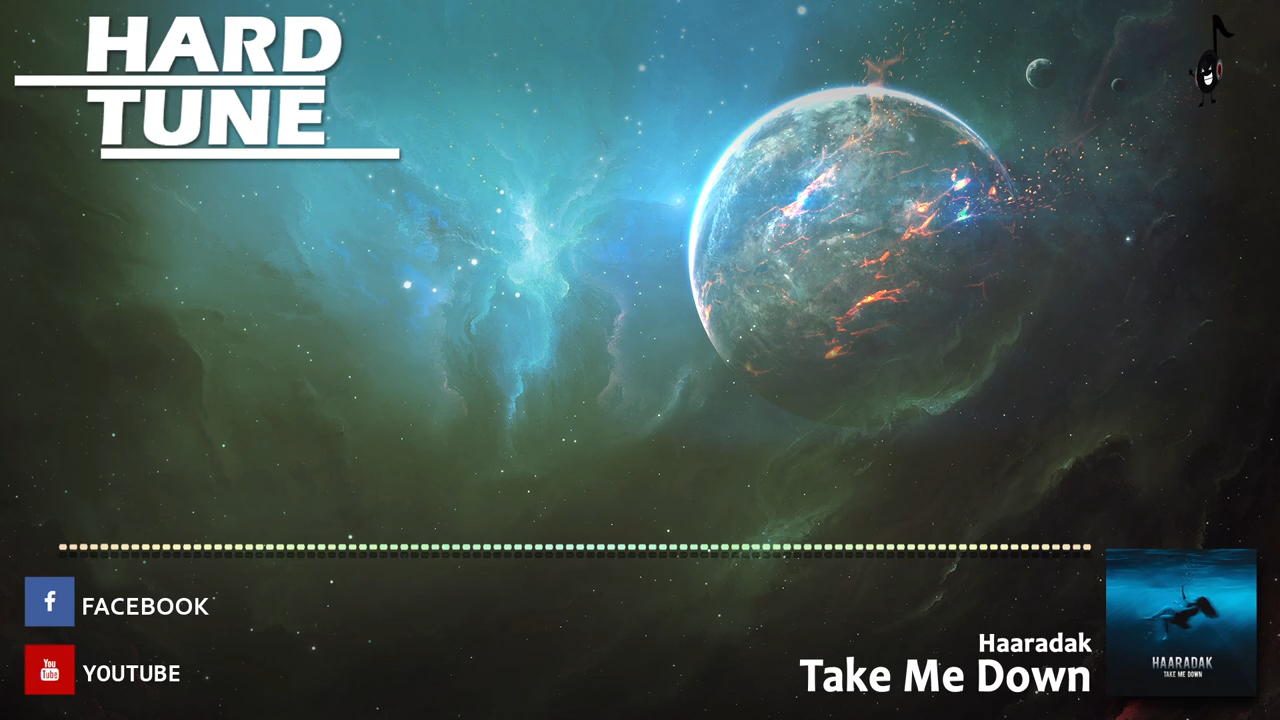 HARD
TUNE
f FACEBOOK
You
Tube YOUTUBE
Haaradak
Take Me Down
HAARADAK
TAKE ME DOWN